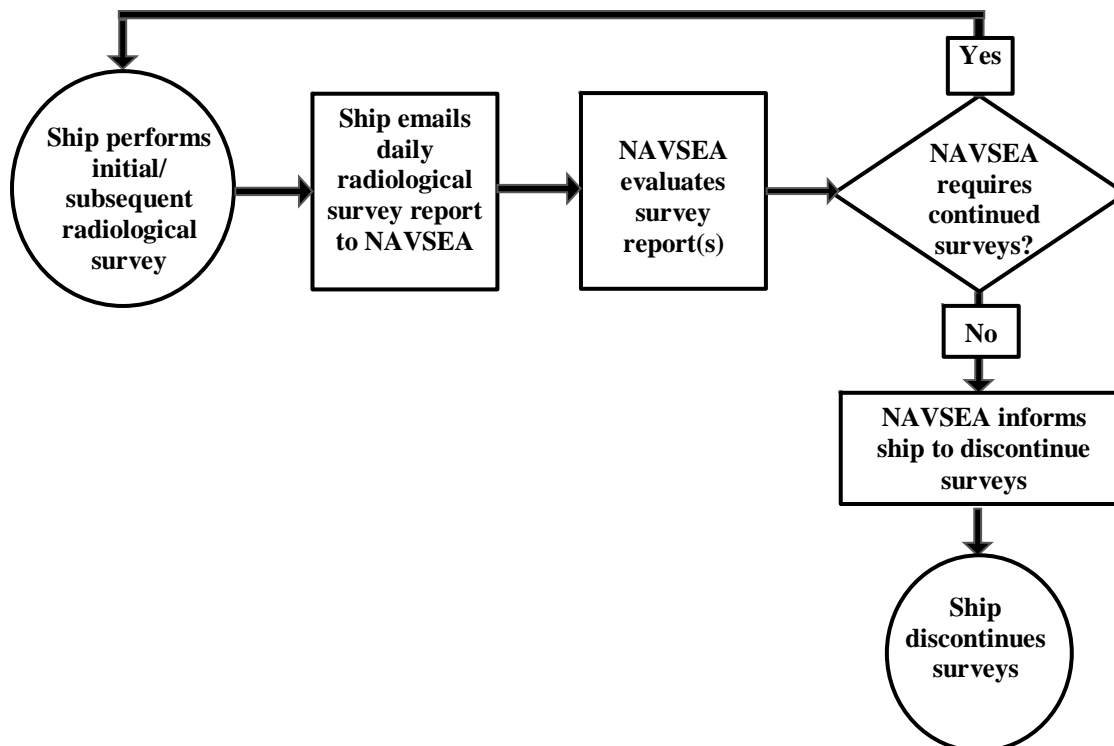 Yes
Ship performs
initial/
subsequent
radiological
survey
Ship emails
daily
radiological
survey report
to NAVSEA
NAVSEA
evaluates
survey
report(s)
NAVSEA
requires
continued
surveys?
No
NAVSEA informs
ship to discontinue
surveys
Ship
discontinues
surveys